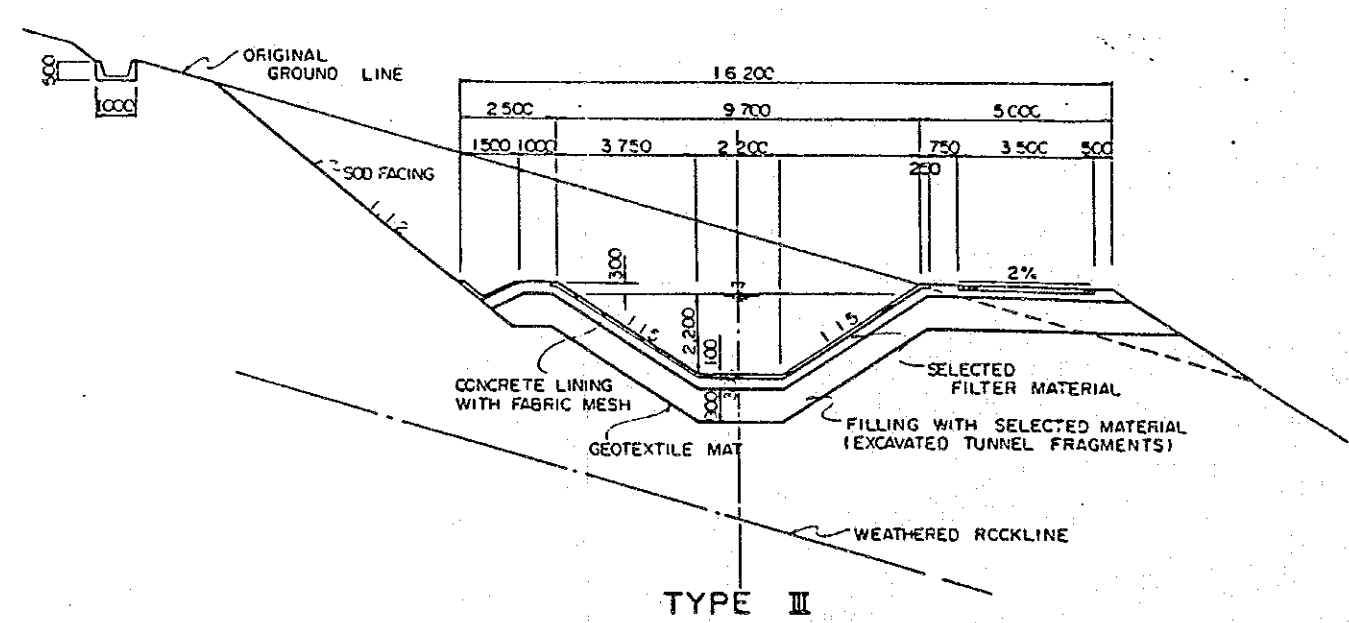 ORIGINAL
GROUND LINE
500
1000
16 200
2 500 9 700 5 000
1500 1000 3 750 2 200 750 3 500 500
250
SOD FACING
1.1.2
300
2%
1.1.5
2,200
100
1.1.5
SELECTED
FILTER MATERIAL
CONCRETE LINING
WITH FABRIC MESH
300
FILLING WITH SELECTED MATERIAL
(EXCAVATED TUNNEL FRAGMENTS)
GEOTEXTILE MAT
WEATHERED ROCKLINE
TYPE III